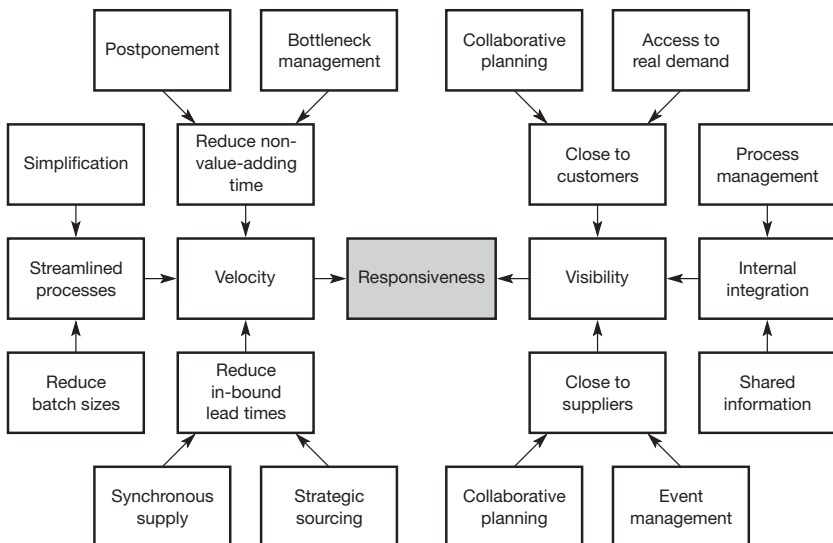 Postponement
Bottleneck
management
Collaborative
planning
Access to
real demand
Simplification
Reduce non-
value-adding
time
Close to
customers
Process
management
Streamlined
processes
Velocity
Responsiveness
Visibility
Internal
integration
Reduce
batch sizes
Reduce
in-bound
lead times
Close to
suppliers
Shared
information
Synchronous
supply
Strategic
sourcing
Collaborative
planning
Event
management